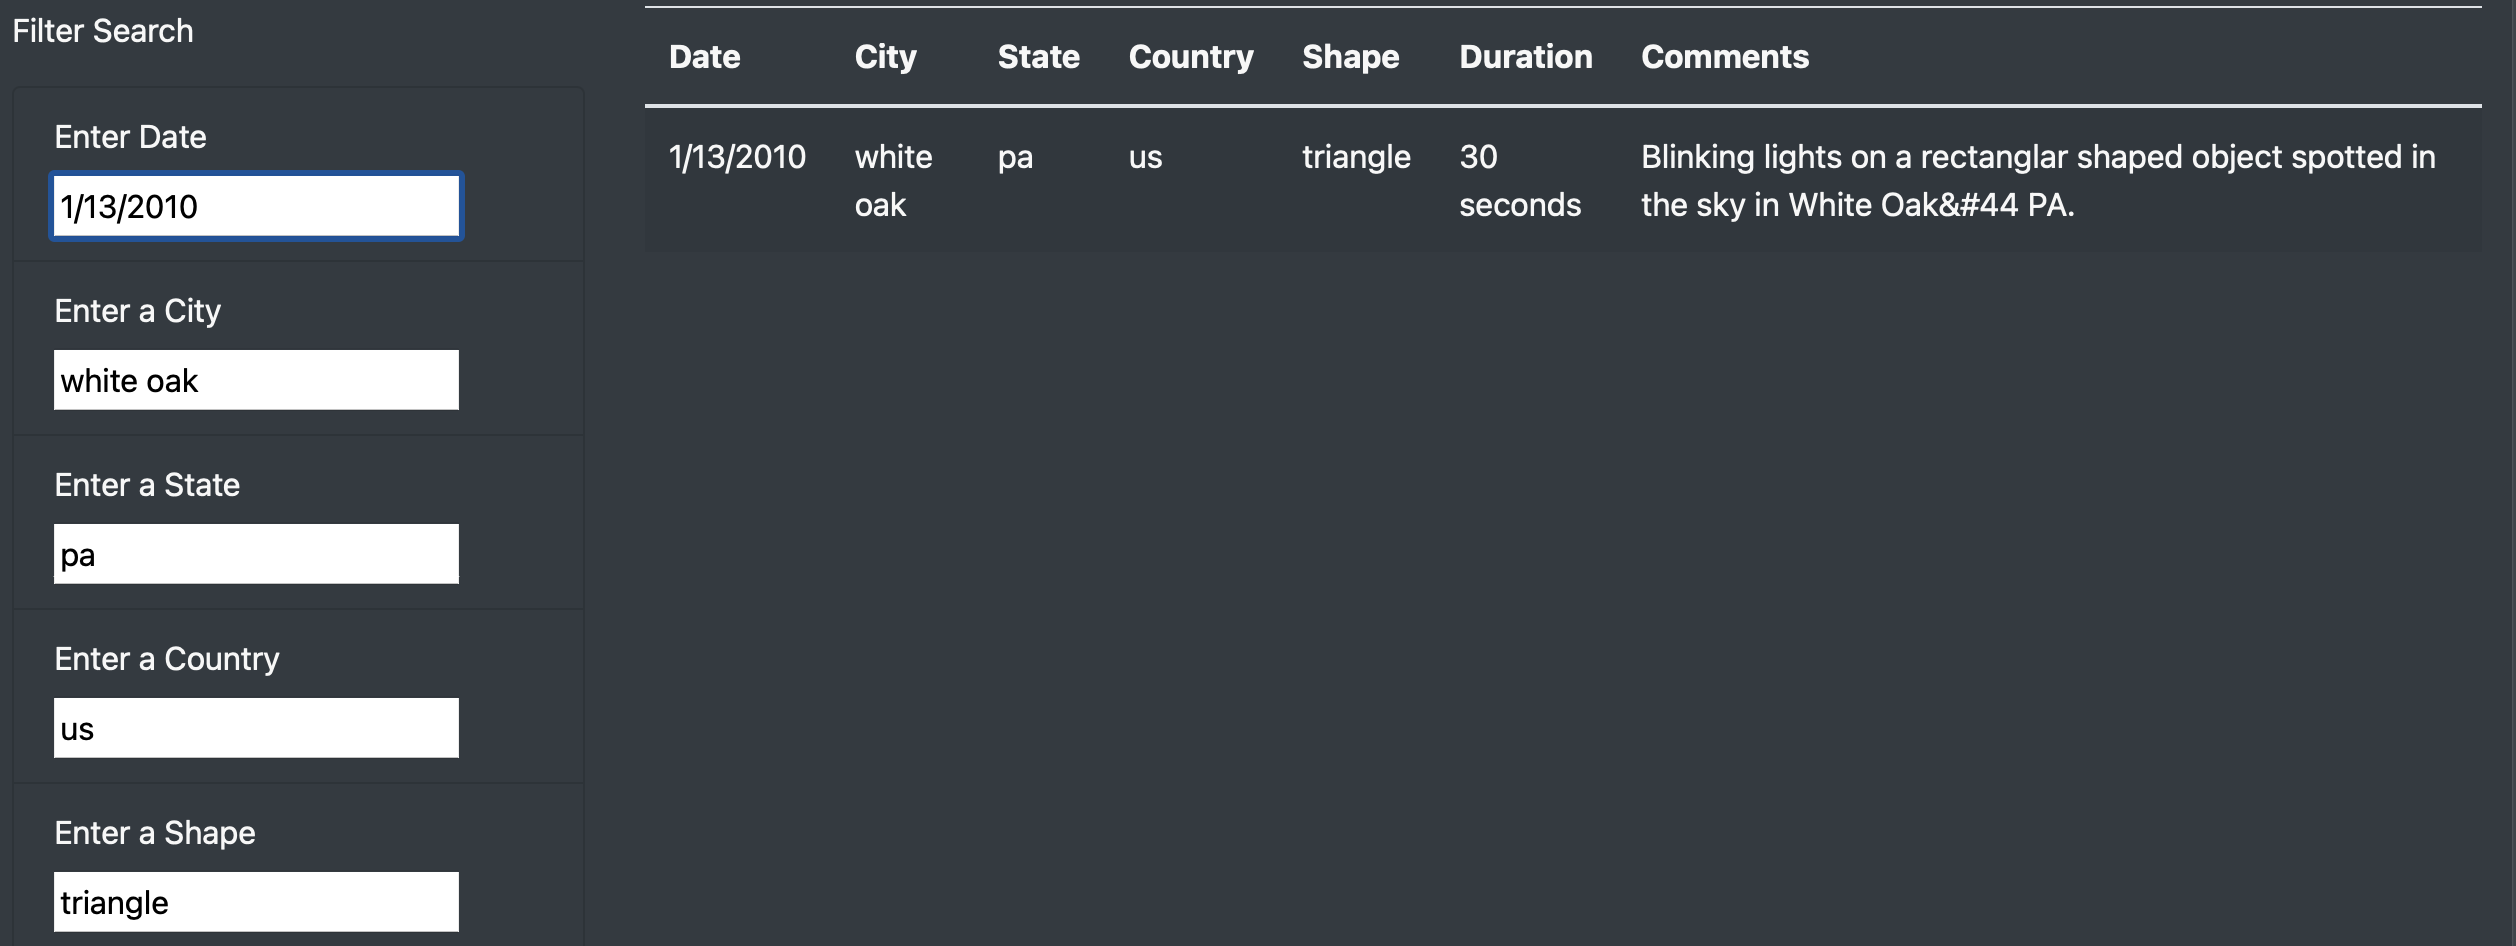 Filter Search
Enter Date
1/13/2010
Enter a City
white oak
Enter a State
pa
Enter a Country
us
Enter a Shape
triangle
Date City State Country Shape Duration Comments
1/13/2010 white pa us triangle 30 Blinking lights on a rectanglar shaped object spotted in
oak seconds the sky in White Oak&#44 PA.